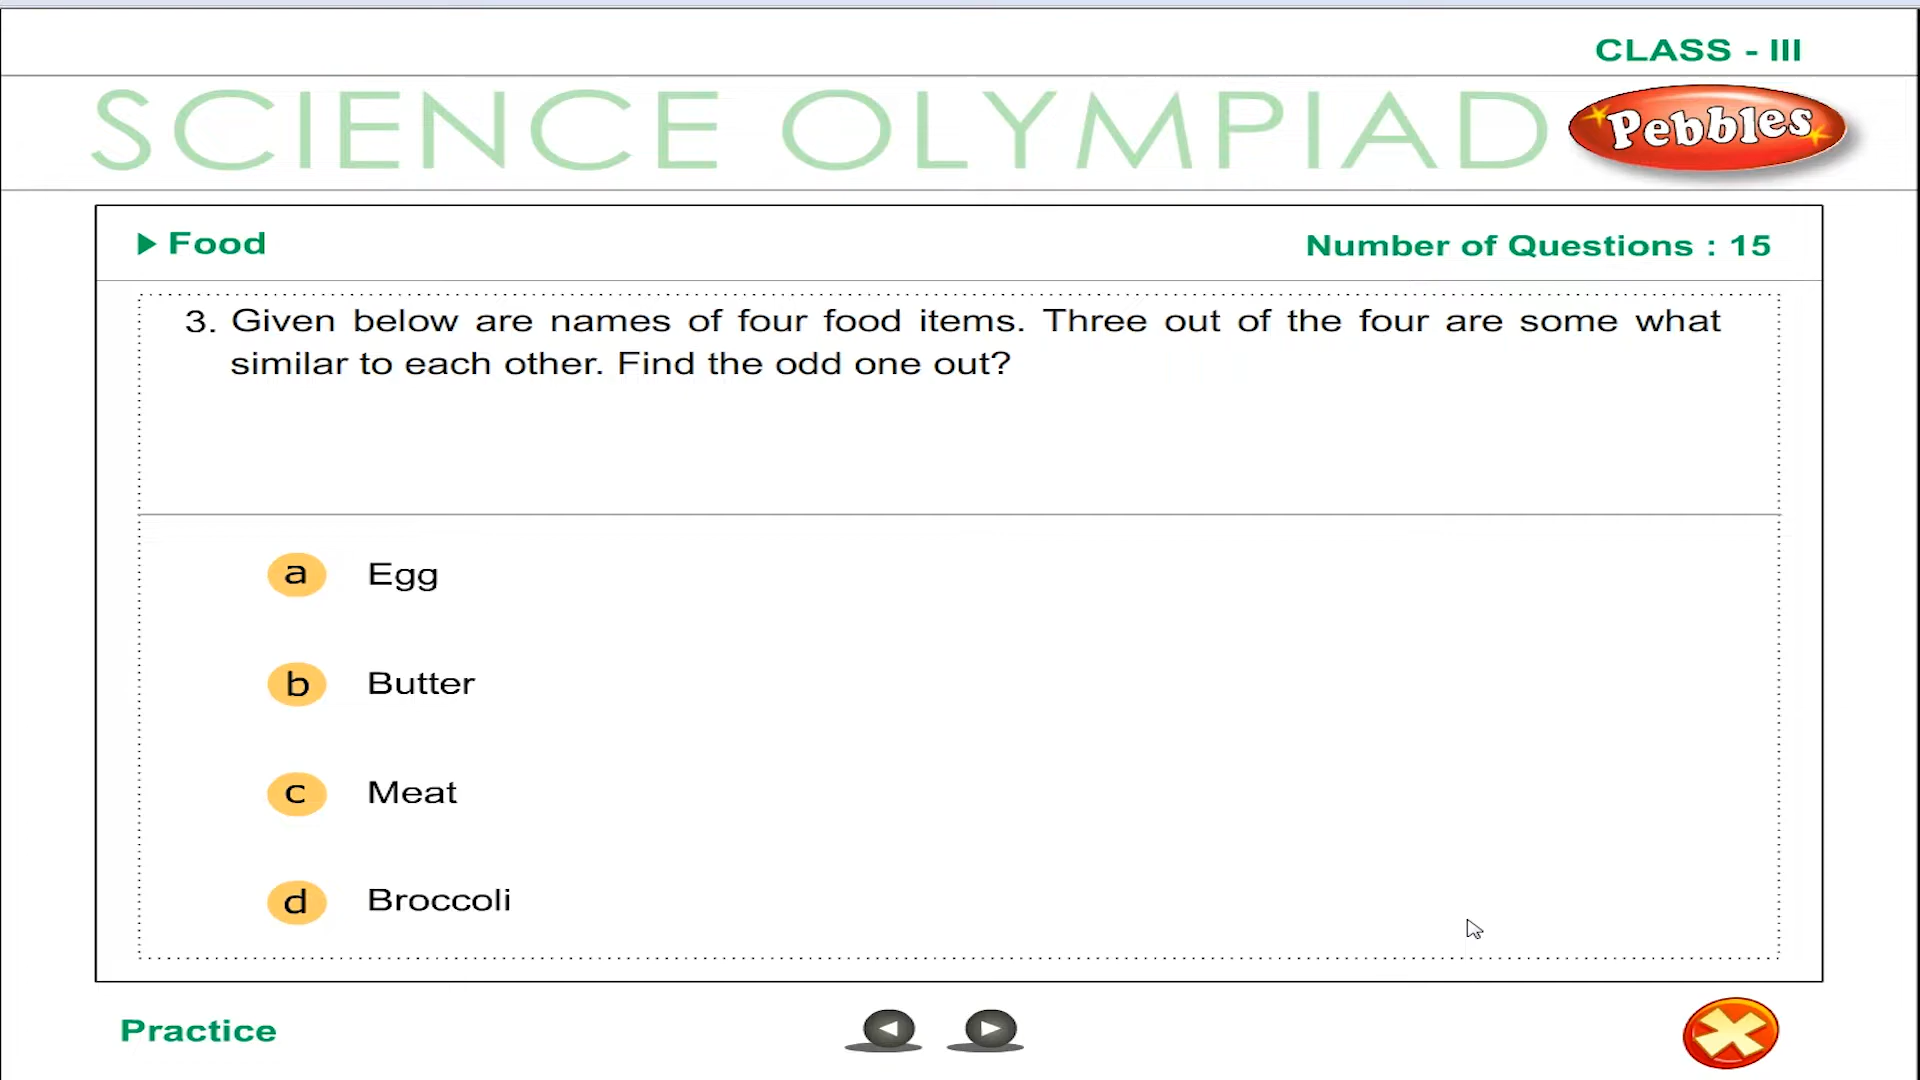 CLASS - III
SCIENCE OLYMPIAD
Pebbles
Food
Number of Questions : 15
3. Given below are names of four food items. Three out of the four are some what
similar to each other. Find the odd one out?
a Egg
b Butter
c Meat
d Broccoli
Practice